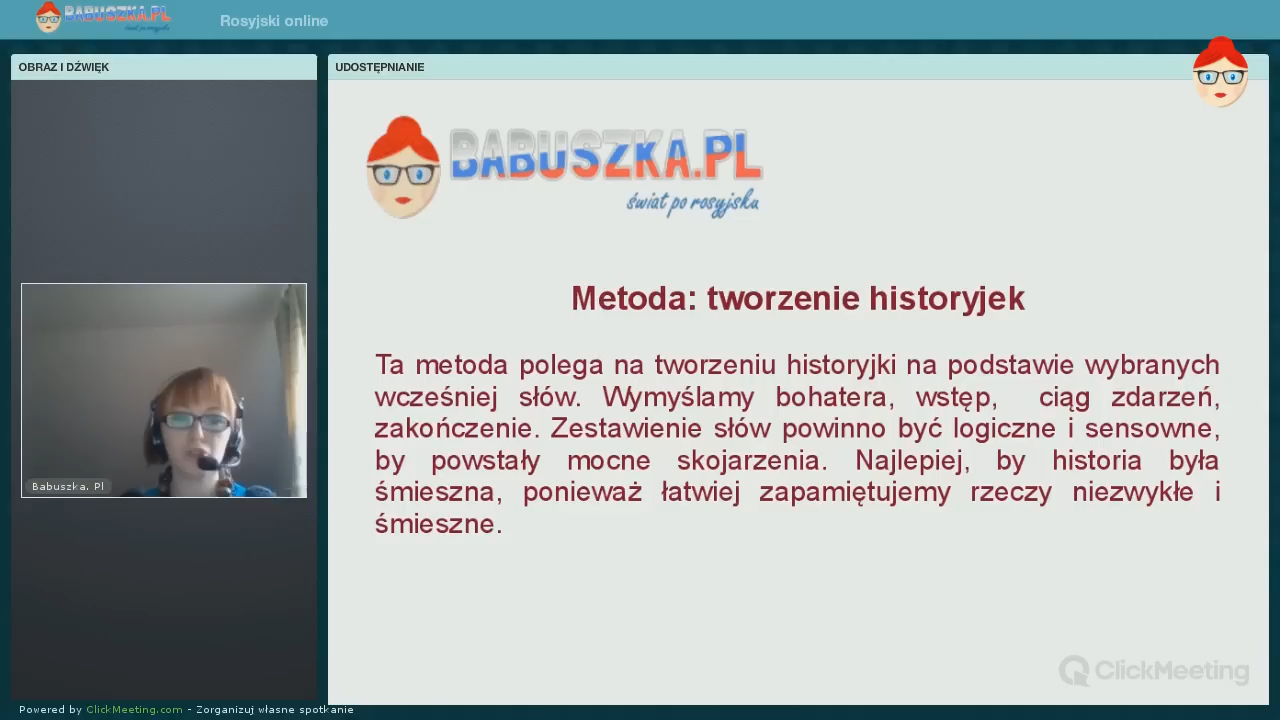 BABUSZKA.PL
świat po rosyjsku
Rosyjski online
OBRAZ I DŹWIĘK
UDOSTĘPNIANIE
BABUSZKA.PL
świat po rosyjsku
Metoda: tworzenie historyjek
Ta metoda polega na tworzeniu historyjki na podstawie wybranych
wcześniej słów. Wymyślamy bohatera, wstęp, ciąg zdarzeń,
zakończenie. Zestawienie słów powinno być logiczne i sensowne,
by powstały mocne skojarzenia. Najlepiej, by historia była
śmieszna, ponieważ łatwiej zapamiętujemy rzeczy niezwykłe i
śmieszne.
Babuszka. Pl
ClickMeeting
Powered by ClickMeeting.com - Zorganizuj własne spotkanie